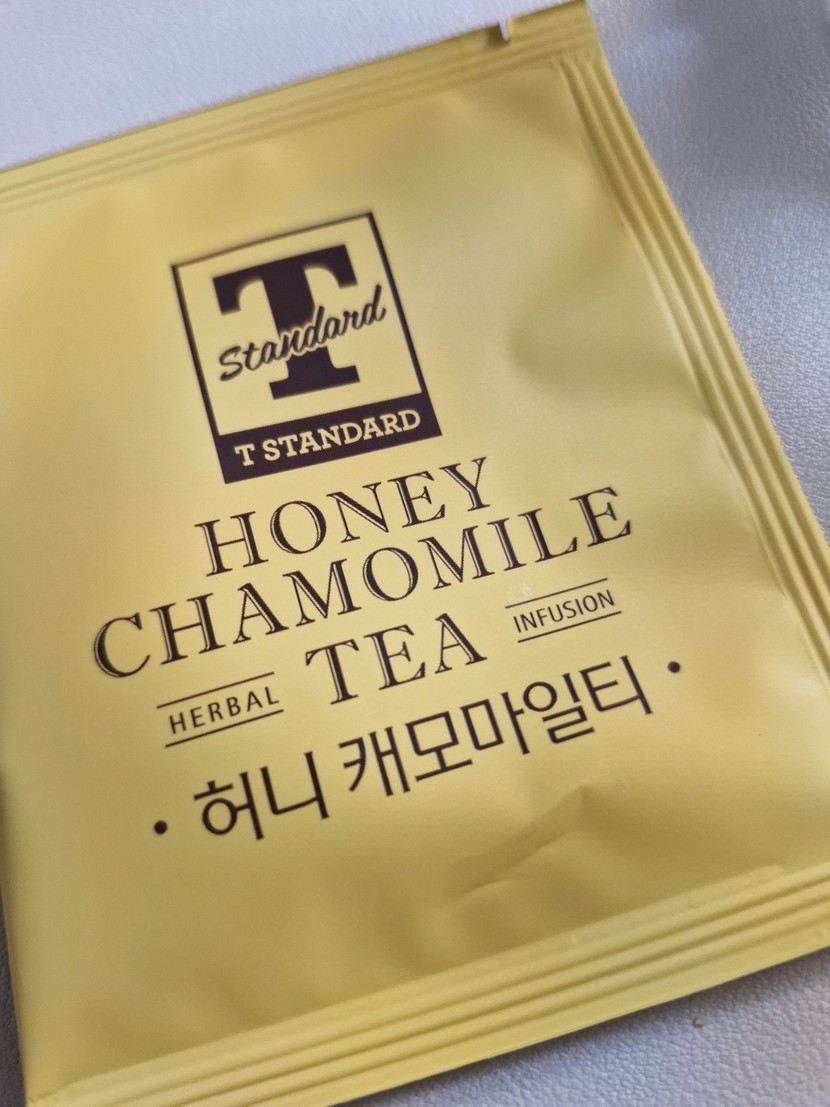 T
Standard
T STANDARD
HONEY
CHAMOMILE
HERBAL TEA INFUSION
• 허니 캐모마일티 •